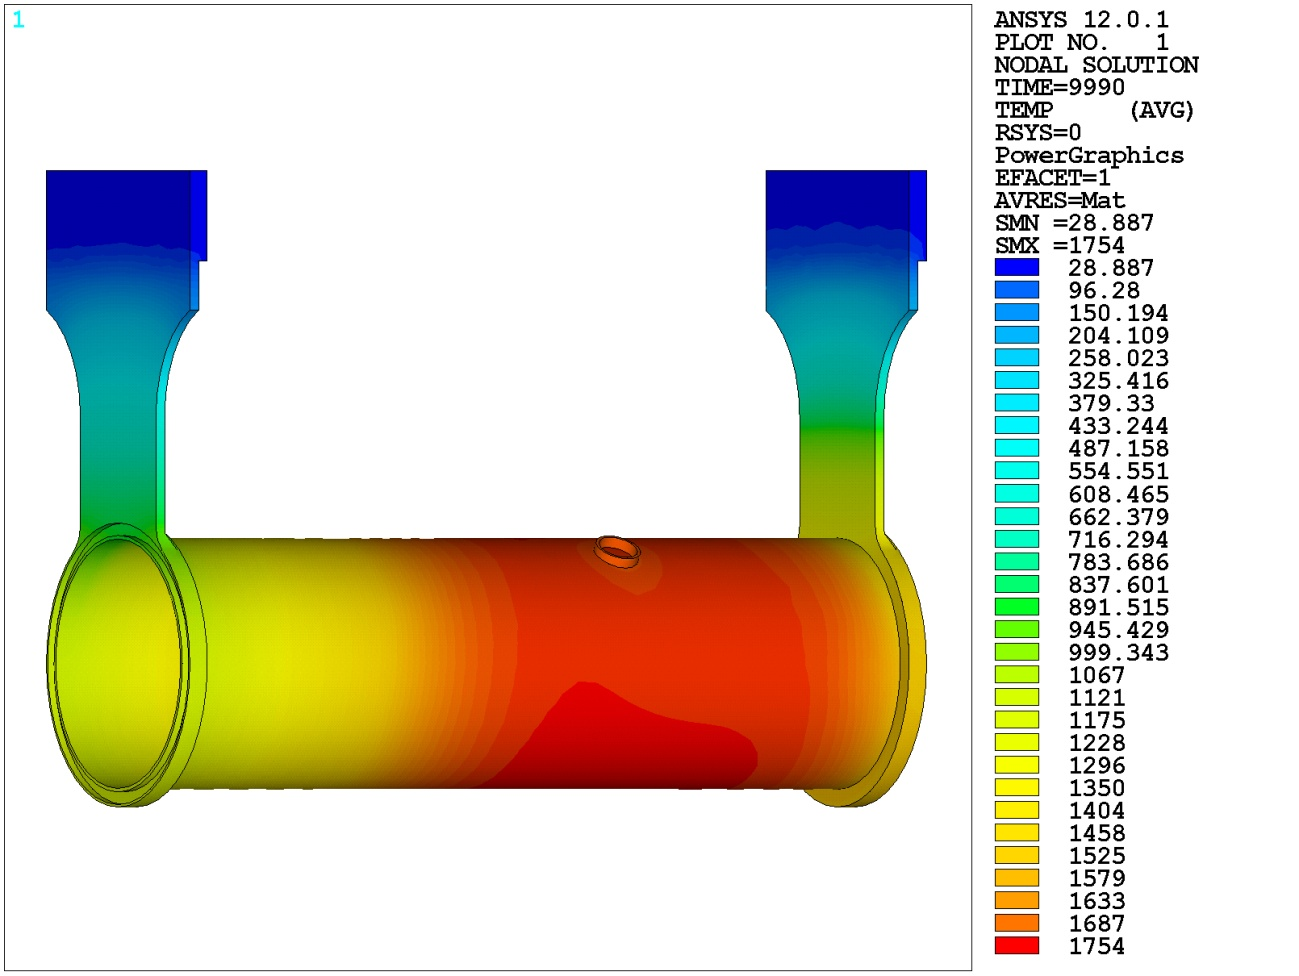 1
ANSYS 12.0.1
PLOT NO.   1
NODAL SOLUTION
TIME=9990
TEMP     (AVG)
RSYS=0
PowerGraphics
EFACET=1
AVRES=Mat
SMN =28.887
SMX =1754
28.887
96.28
150.194
204.109
258.023
325.416
379.33
433.244
487.158
554.551
608.465
662.379
716.294
783.686
837.601
891.515
945.429
999.343
1067
1121
1175
1228
1296
1350
1404
1458
1525
1579
1633
1687
1754